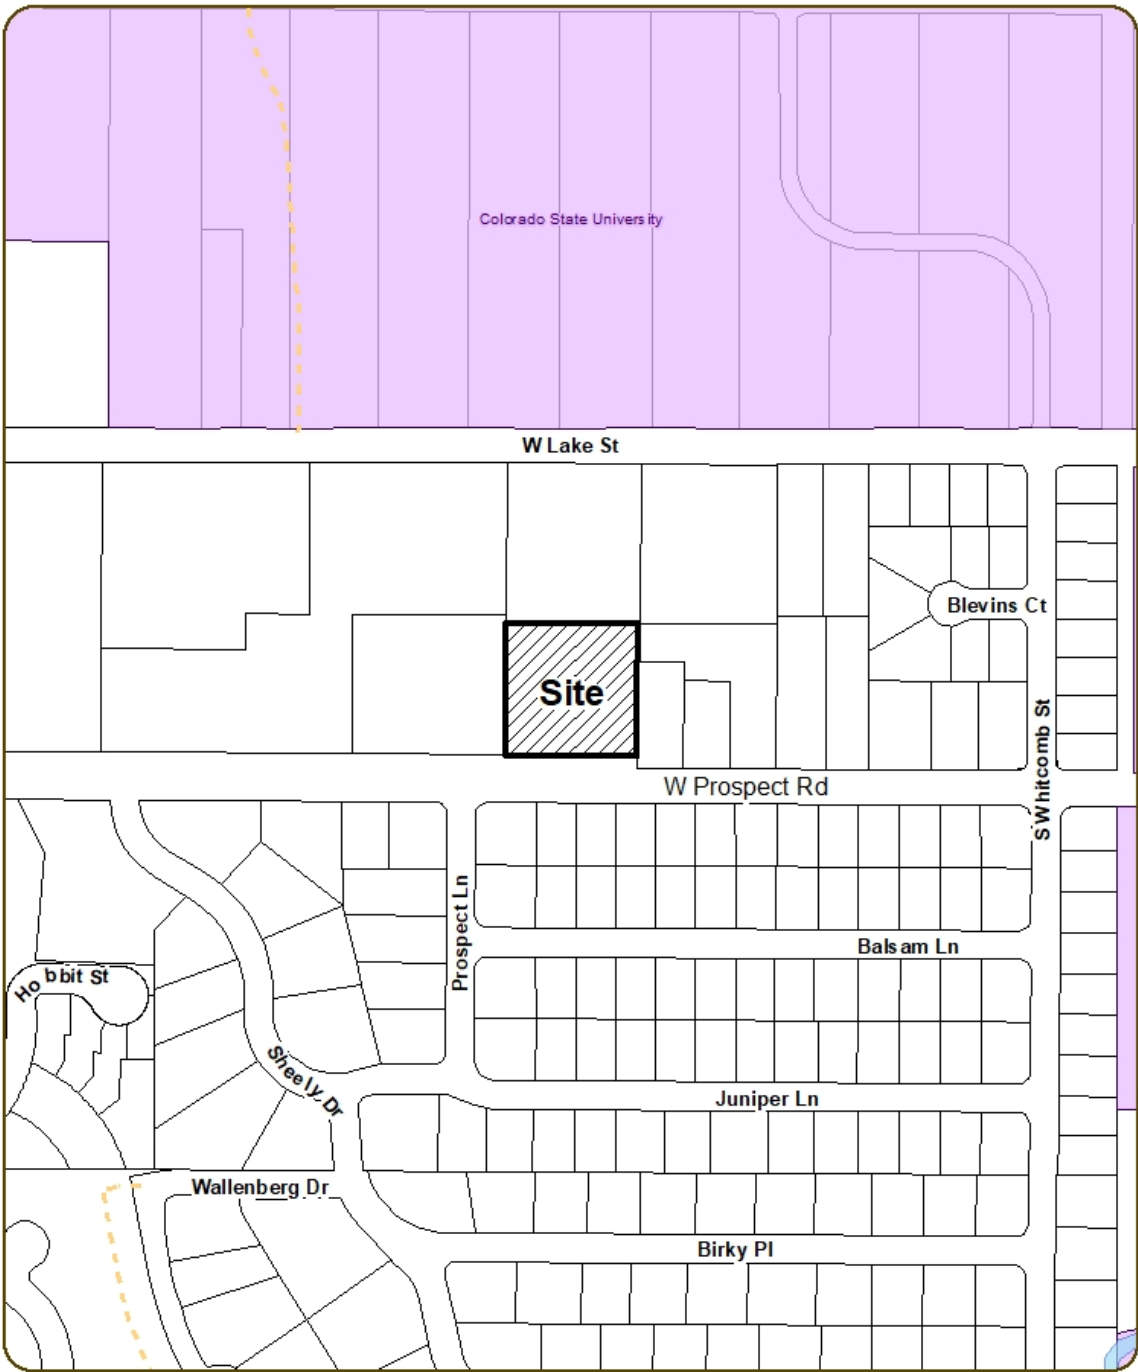 Colorado State University
W Lake St
Blevins Ct
Site
S Whitcomb St
W Prospect Rd
Prospect Ln
Balsam Ln
Hobbit St
Sheely Dr
Juniper Ln
Wallenberg Dr
Birky Pl